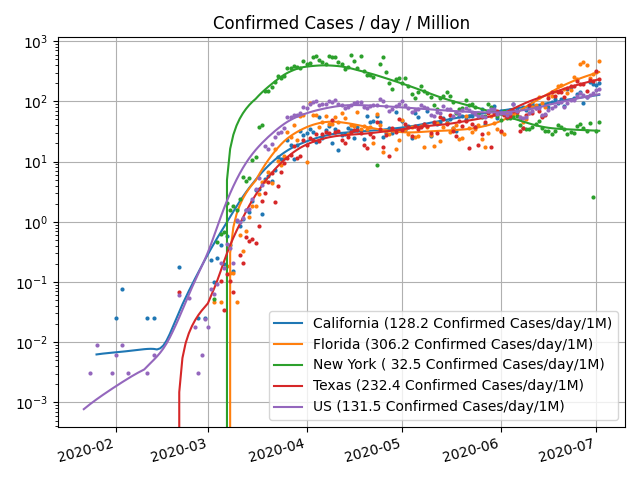 Confirmed Cases / day / Million
10³
10²
10¹
10⁰
10⁻¹
10⁻²
10⁻³
California (128.2 Confirmed Cases/day/1M)
Florida (306.2 Confirmed Cases/day/1M)
New York ( 32.5 Confirmed Cases/day/1M)
Texas (232.4 Confirmed Cases/day/1M)
US (131.5 Confirmed Cases/day/1M)
2020-02 2020-03 2020-04 2020-05 2020-06 2020-07